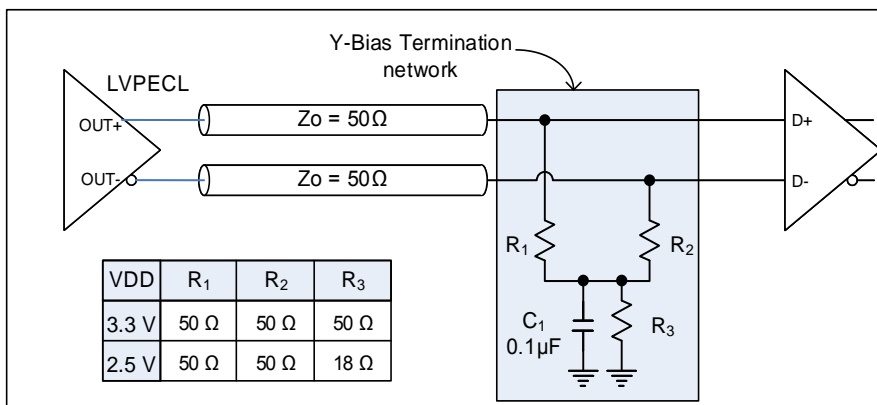 Y-Bias Termination
network
LVPECL
OUT+
Zo = 50Ω
D+
OUT-
Zo = 50Ω
D-
R1
R2
VDD R1 R2 R3
3.3 V 50 Ω 50 Ω 50 Ω
2.5 V 50 Ω 50 Ω 18 Ω
C1
0.1µF
R3